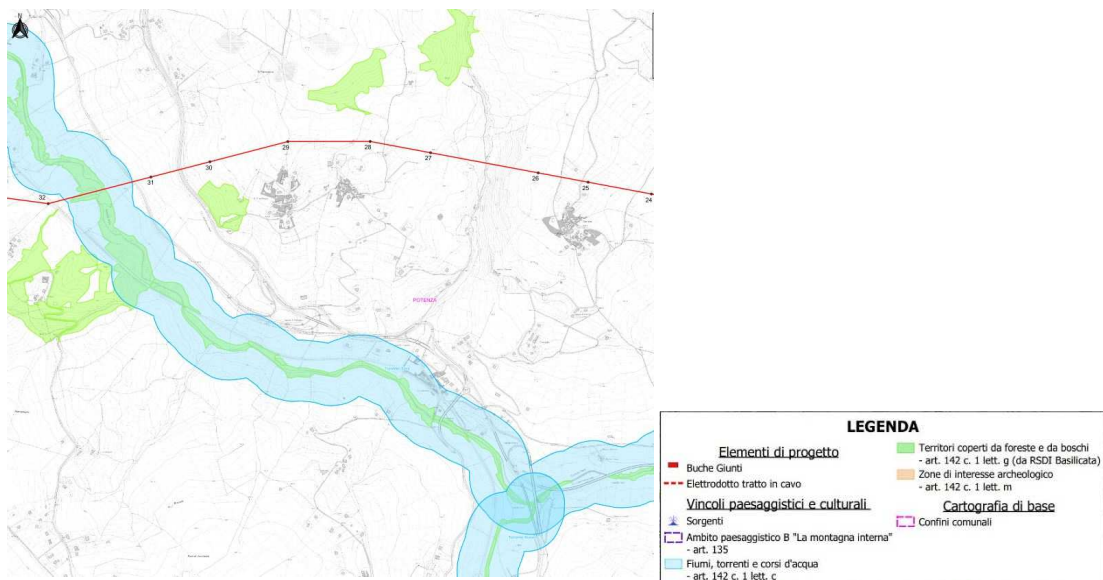 N
29
28
27
30
31
26
25
32
24
POTENZA
LEGENDA
Elementi di progetto
Buche Giunti
Elettrodotto tratto in cavo
Vincoli paesaggistici e culturali
Sorgenti
Ambito paesaggistico B "La montagna interna"
- art. 135
Fiumi, torrenti e corsi d'acqua
- art. 142 c. 1 lett. c
Territori coperti da foreste e da boschi
- art. 142 c. 1 lett. g (da RSDI Basilicata)
Zone di interesse archeologico
- art. 142 c. 1 lett. m
Cartografia di base
Confini comunali